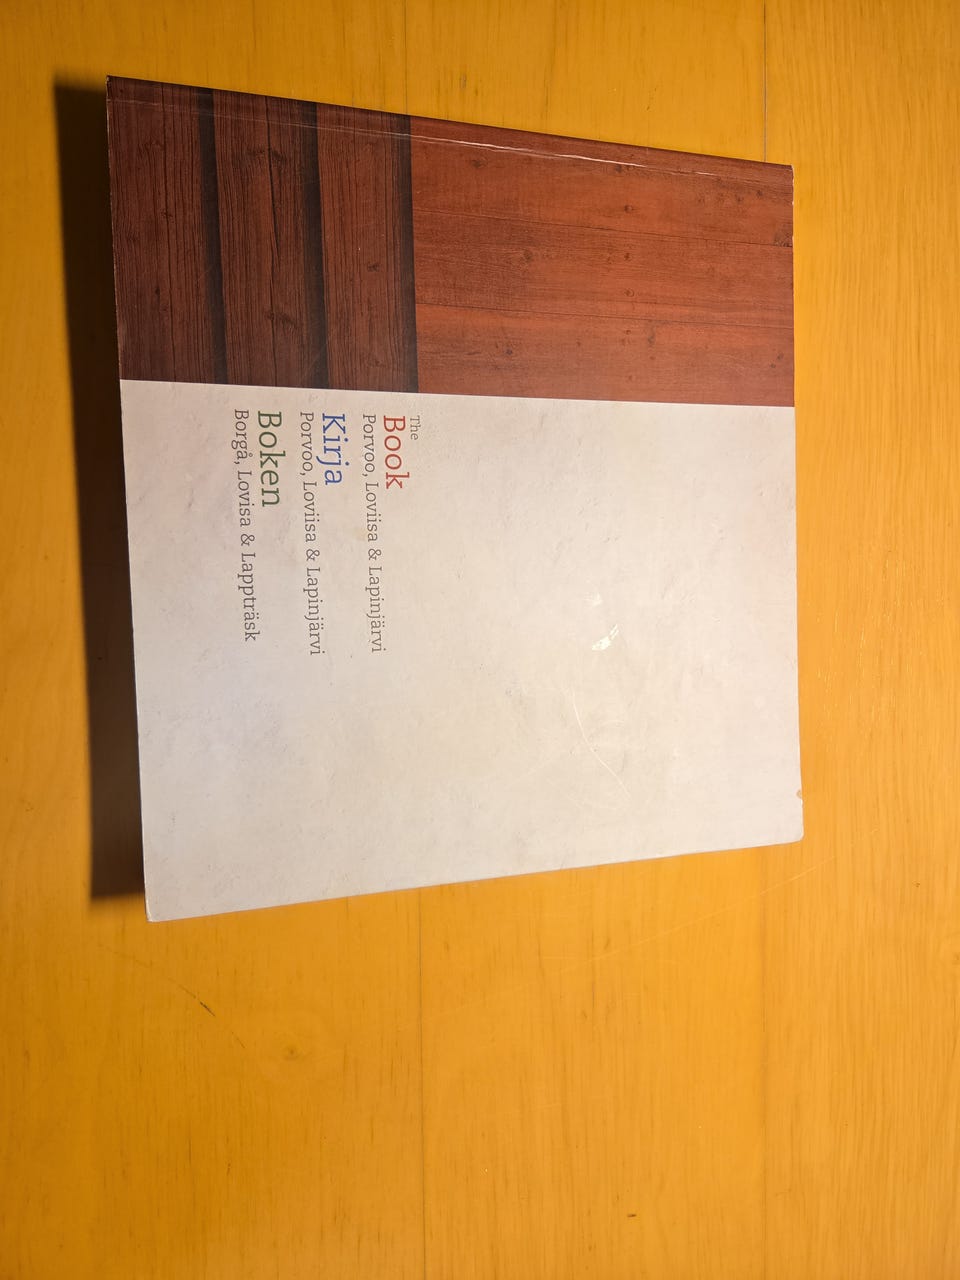 The
Book
Porvoo, Loviisa & Lapinjärvi
Kirja
Porvoo, Loviisa & Lapinjärvi
Boken
Borgå, Lovisa & Lappträsk